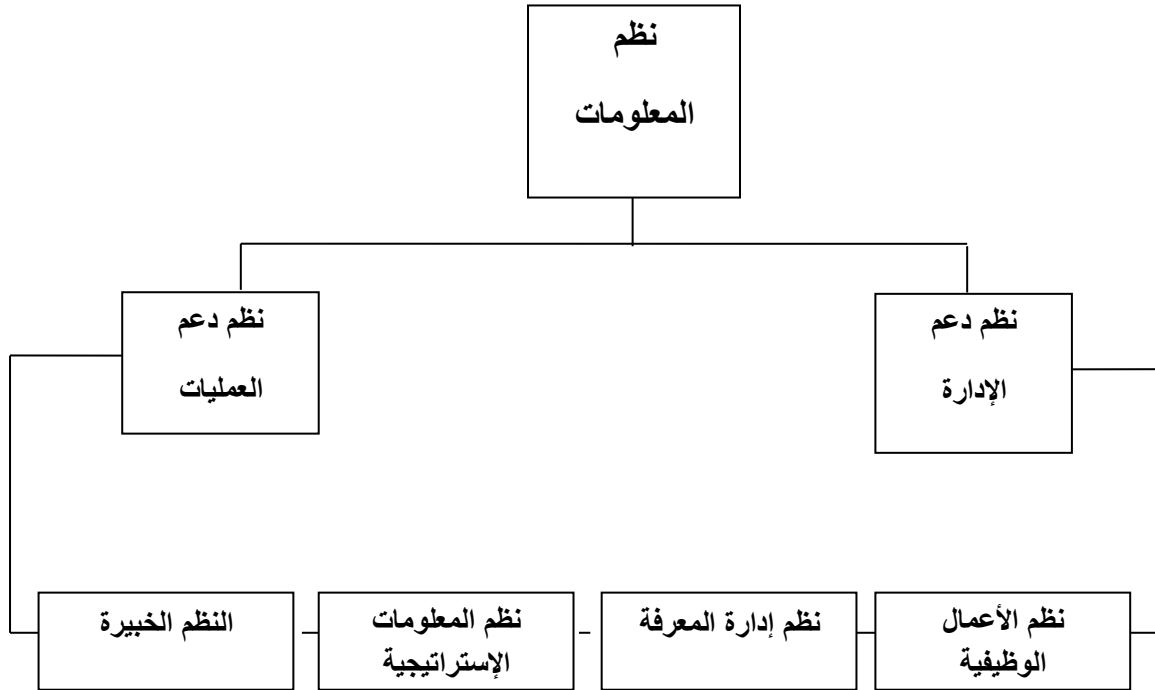 نظم
المعلومات
نظم دعم
الإدارة
نظم دعم
العمليات
نظم الأعمال
الوظيفية
نظم إدارة المعرفة
نظم المعلومات
الإستراتيجية
النظم الخبيرة